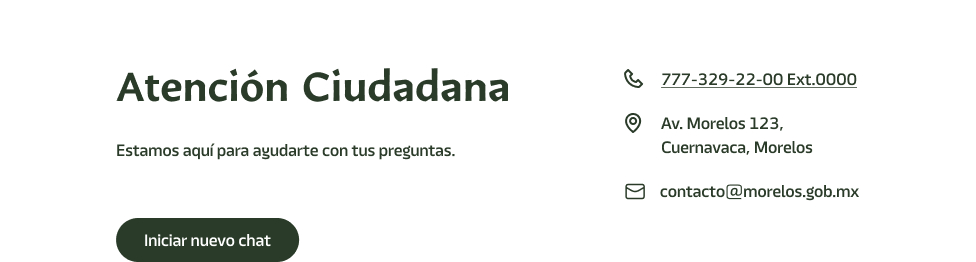 Atención Ciudadana
Estamos aquí para ayudarte con tus preguntas.
Iniciar nuevo chat
777-329-22-00 Ext.0000
Av. Morelos 123,
Cuernavaca, Morelos
contacto@morelos.gob.mx